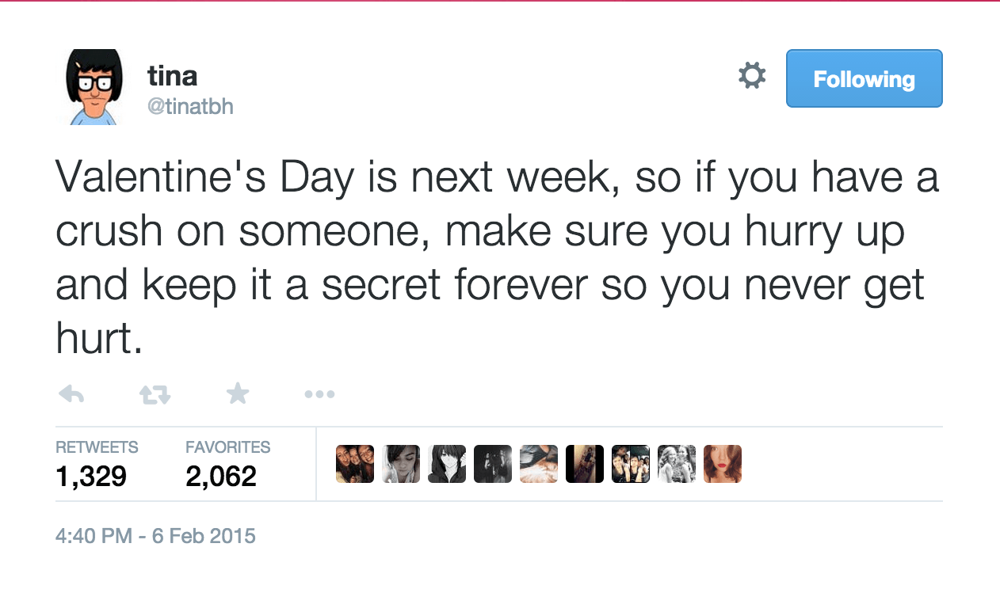 tina
@tinatbh
Following
Valentine's Day is next week, so if you have a
crush on someone, make sure you hurry up
and keep it a secret forever so you never get
hurt.
RETWEETS FAVORITES
1,329 2,062
4:40 PM - 6 Feb 2015